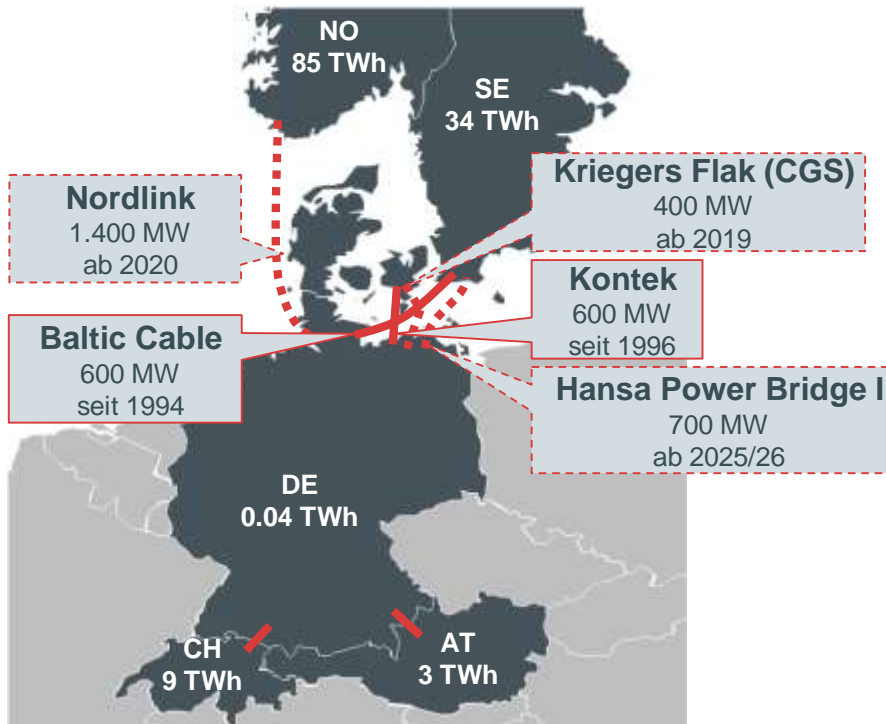 NO
85 TWh
SE
34 TWh
Nordlink
1.400 MW
ab 2020
Kriegers Flak (CGS)
400 MW
ab 2019
Kontek
600 MW
seit 1996
Baltic Cable
600 MW
seit 1994
Hansa Power Bridge I
700 MW
ab 2025/26
DE
0.04 TWh
CH
9 TWh
AT
3 TWh